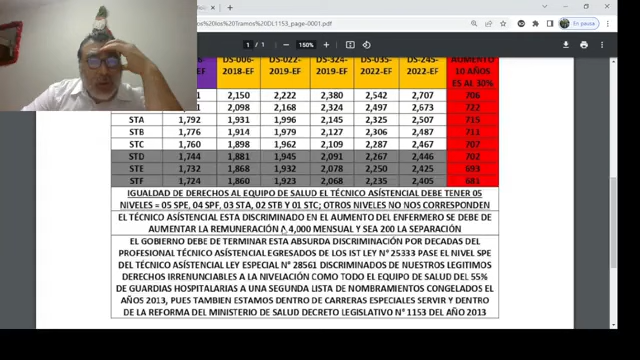 os%20los%20Tramos%20DL1153_page-0001.pdf
En pausa
1 / 1
150%
EF DS-006- DS-022- DS-324- DS-035- DS-245- AUMENTO
2018-EF 2019-EF 2019-EF 2022-EF 2022-EF 10 AÑOS
ES AL 30%
1 2,150 2,222 2,380 2,542 2,707 706
1 2,098 2,168 2,324 2,497 2,673 722
STA 1,792 1,931 1,996 2,145 2,325 2,507 715
STB 1,776 1,914 1,979 2,127 2,306 2,487 711
STC 1,760 1,898 1,962 2,109 2,287 2,467 707
STD 1,744 1,881 1,945 2,091 2,267 2,446 702
STE 1,732 1,868 1,932 2,078 2,250 2,425 693
STF 1,724 1,860 1,923 2,068 2,235 2,405 681
IGUALDAD DE DERECHOS AL EQUIPO DE SALUD EL TÉCNICO ASISTENCIAL DEBE TENER 05
NIVELES = 05 SPE, 04 SPF, 03 STA, 02 STB Y 01 STC; OTROS NIVELES NO NOS CORRESPONDEN
EL TÉCNICO ASISTENCIAL ESTA DISCRIMINADO EN EL AUMENTO DEL ENFERMERO SE DEBE DE
AUMENTAR LA REMUNERACIÓN A 4,000 MENSUAL Y SEA 200 LA SEPARACIÓN
EL GOBIERNO DEBE DE TERMINAR ESTA ABSURDA DISCRIMINACIÓN POR DECADAS DEL
PROFESIONAL TÉCNICO ASISTENCIAL EGRESADOS DE LOS IST LEY N° 25333 PASE EL NIVEL SPE
DEL TÉCNICO ASISTENCIAL LEY ESPECIAL N° 28561 DISCRIMINADOS DE NUESTROS LEGITIMOS
DERECHOS IRRENUNCIABLES A LA NIVELACIÓN COMO TODO EL EQUIPO DE SALUD DEL 55%
DE GUARDIAS HOSPITALARIAS A UNA SEGUNDA LISTA DE NOMBRAMIENTOS CONGELADOS EL
AÑO 2013, PUES TAMBIEN ESTAMOS DENTRO DE CARRERAS ESPECIALES SERVIR Y DENTRO
DE LA REFORMA DEL MINISTERIO DE SALUD DECRETO LEGISLATIVO N° 1153 DEL AÑO 2013